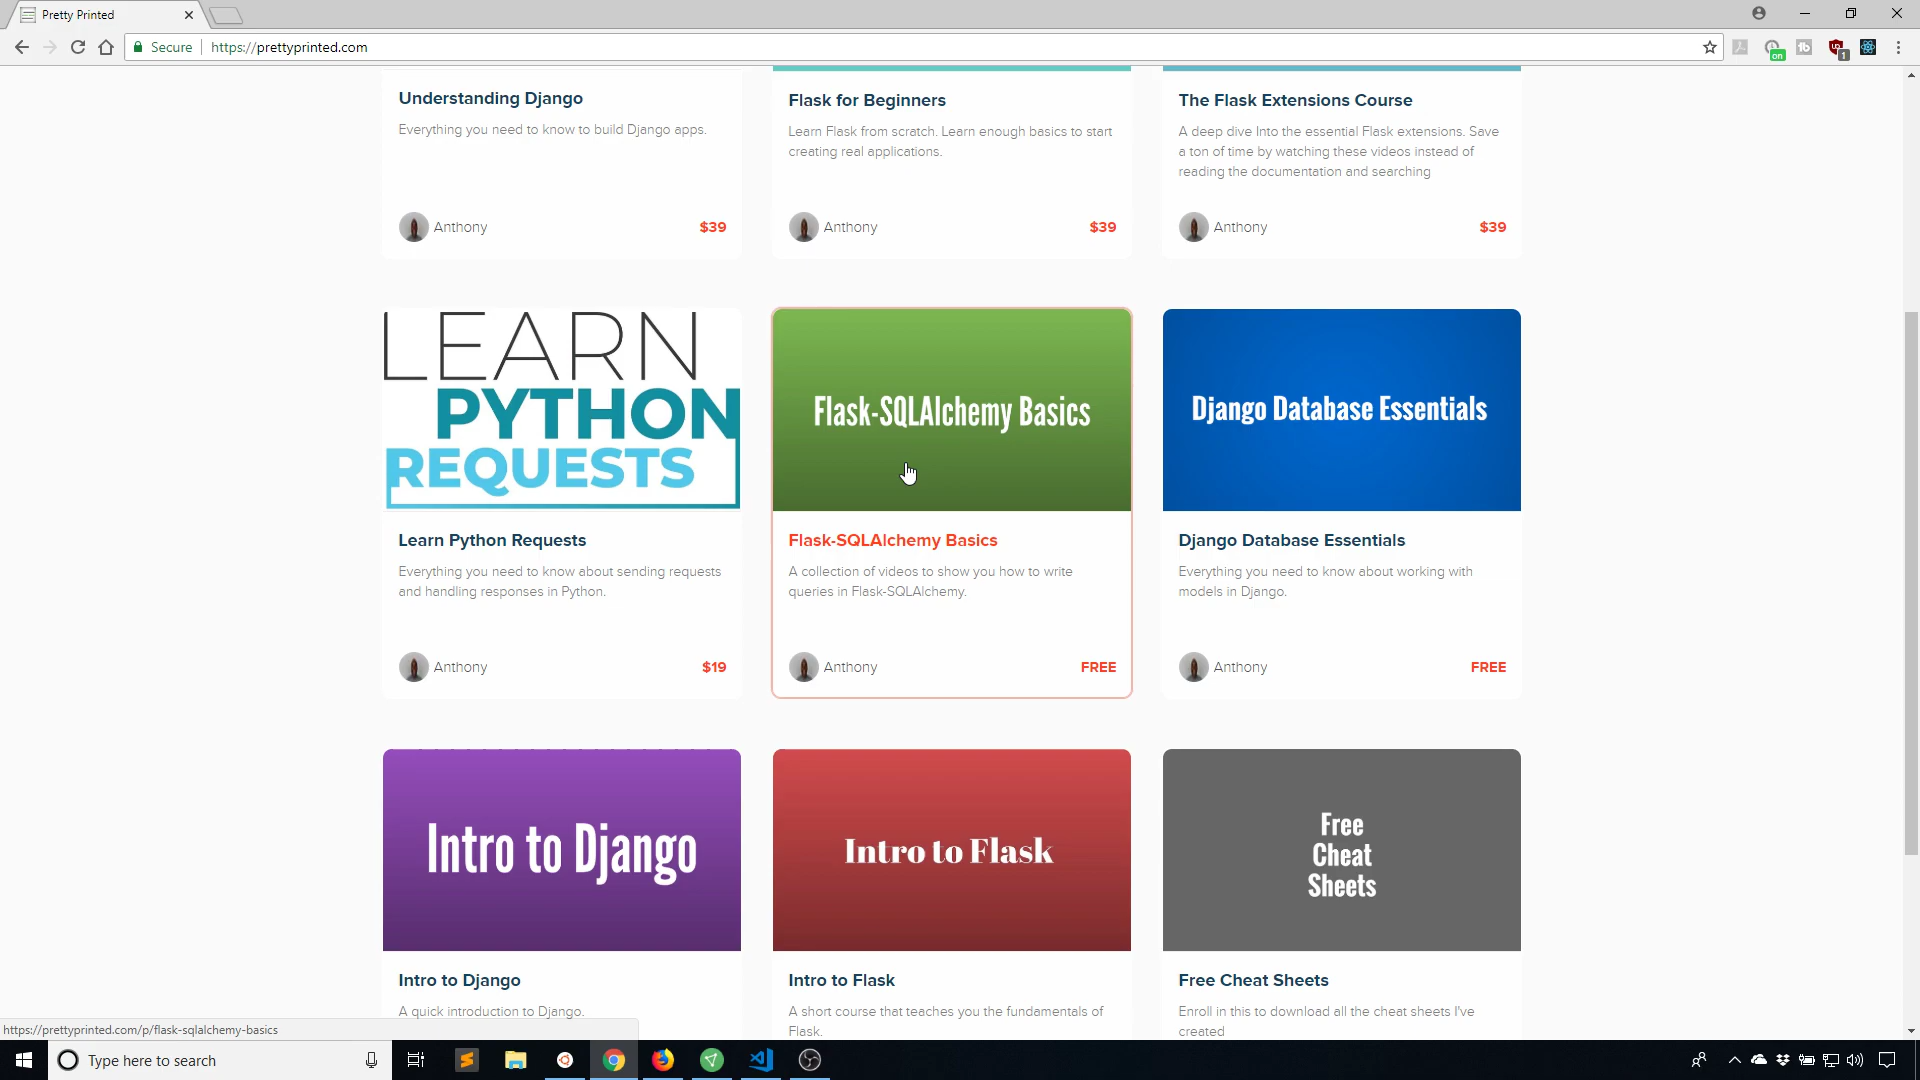 Pretty Printed
Secure
https://prettyprinted.com
on
1
Understanding Django
Everything you need to know to build Django apps.
Anthony
$39
Flask for Beginners
Learn Flask from scratch. Learn enough basics to start
creating real applications.
Anthony
$39
The Flask Extensions Course
A deep dive Into the essential Flask extensions. Save
a ton of time by watching these videos instead of
reading the documentation and searching
Anthony
$39
LEARN
PYTHON
REQUESTS
Learn Python Requests
Everything you need to know about sending requests
and handling responses in Python.
Anthony
$19
Flask-SQLAlchemy Basics
Flask-SQLAlchemy Basics
A collection of videos to show you how to write
queries in Flask-SQLAlchemy.
Anthony
FREE
Django Database Essentials
Django Database Essentials
Everything you need to know about working with
models in Django.
Anthony
FREE
Intro to Django
Intro to Django
A quick introduction to Django.
Intro to Flask
Intro to Flask
A short course that teaches you the fundamentals of
Flask.
Free
Cheat
Sheets
Free Cheat Sheets
Enroll in this to download all the cheat sheets I've
created
https://prettyprinted.com/p/flask-sqlalchemy-basics
Type here to search